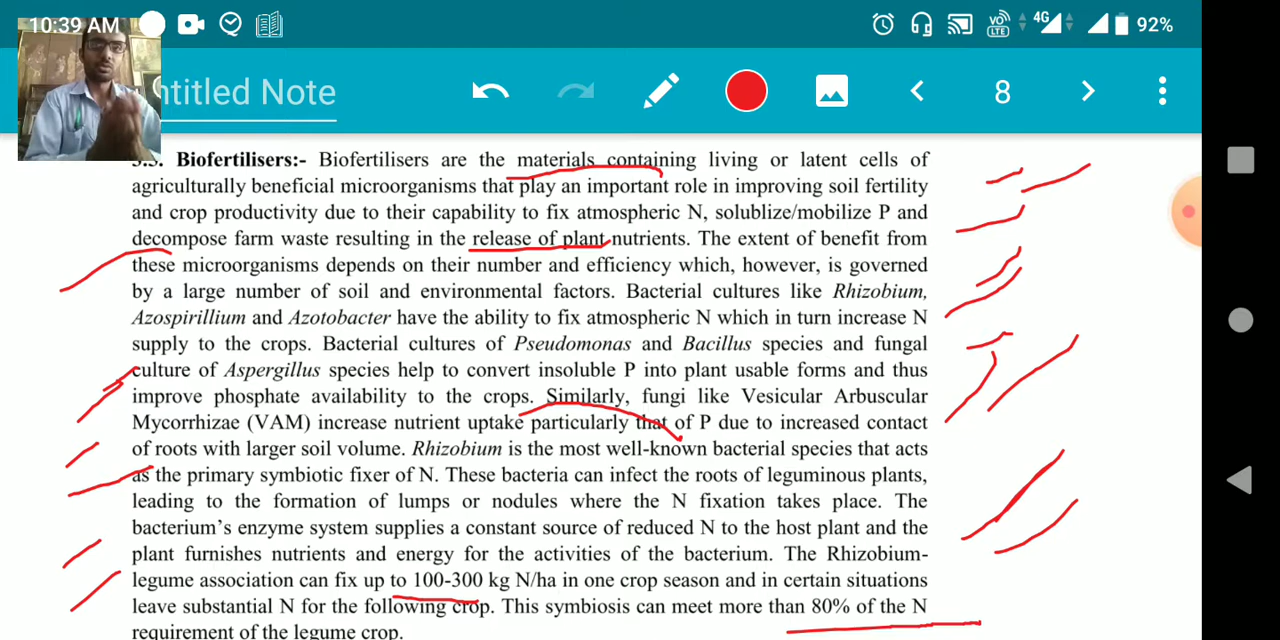 10:39 AM
VO
LTE
4G
92%
ntitled Note
8
3.3. Biofertilisers:- Biofertilisers are the materials containing living or latent cells of
agriculturally beneficial microorganisms that play an important role in improving soil fertility
and crop productivity due to their capability to fix atmospheric N, solublize/mobilize P and
decompose farm waste resulting in the release of plant nutrients. The extent of benefit from
these microorganisms depends on their number and efficiency which, however, is governed
by a large number of soil and environmental factors. Bacterial cultures like Rhizobium,
Azospirillium and Azotobacter have the ability to fix atmospheric N which in turn increase N
supply to the crops. Bacterial cultures of Pseudomonas and Bacillus species and fungal
culture of Aspergillus species help to convert insoluble P into plant usable forms and thus
improve phosphate availability to the crops. Similarly, fungi like Vesicular Arbuscular
Mycorrhizae (VAM) increase nutrient uptake particularly that of P due to increased contact
of roots with larger soil volume. Rhizobium is the most well-known bacterial species that acts
as the primary symbiotic fixer of N. These bacteria can infect the roots of leguminous plants,
leading to the formation of lumps or nodules where the N fixation takes place. The
bacterium's enzyme system supplies a constant source of reduced N to the host plant and the
plant furnishes nutrients and energy for the activities of the bacterium. The Rhizobium-
legume association can fix up to 100-300 kg N/ha in one crop season and in certain situations
leave substantial N for the following crop. This symbiosis can meet more than 80% of the N
requirement of the legume crop.